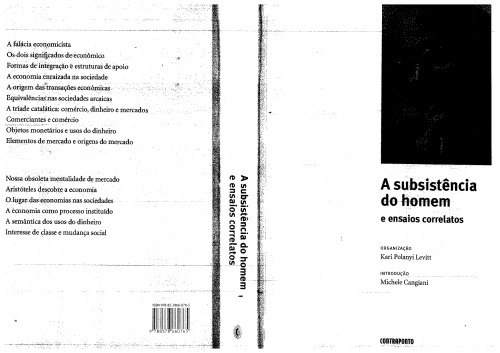 A falácia economicista
Os dois significados de econômico
Formas de integração e estruturas de apoio
A economia enraizada na sociedade
A origem das transações econômicas
Equivalências nas sociedades arcaicas
A tríade catalática: comércio, dinheiro e mercados
Comerciantes e comércio
Objetos monetários e usos do dinheiro
Elementos de mercado e origens do mercado
Nossa obsoleta mentalidade de mercado
Aristóteles descobre a economia
O lugar das economias nas sociedades
A economia como processo instituído
A semântica dos usos do dinheiro
Interesse de classe e mudança social
A subsistência do homem
e ensaios correlatos
A subsistência
do homem
e ensaios correlatos
ORGANIZAÇÃO
Kari Polanyi Levitt
INTRODUÇÃO
Michele Cangiani
CONTRAPONTO